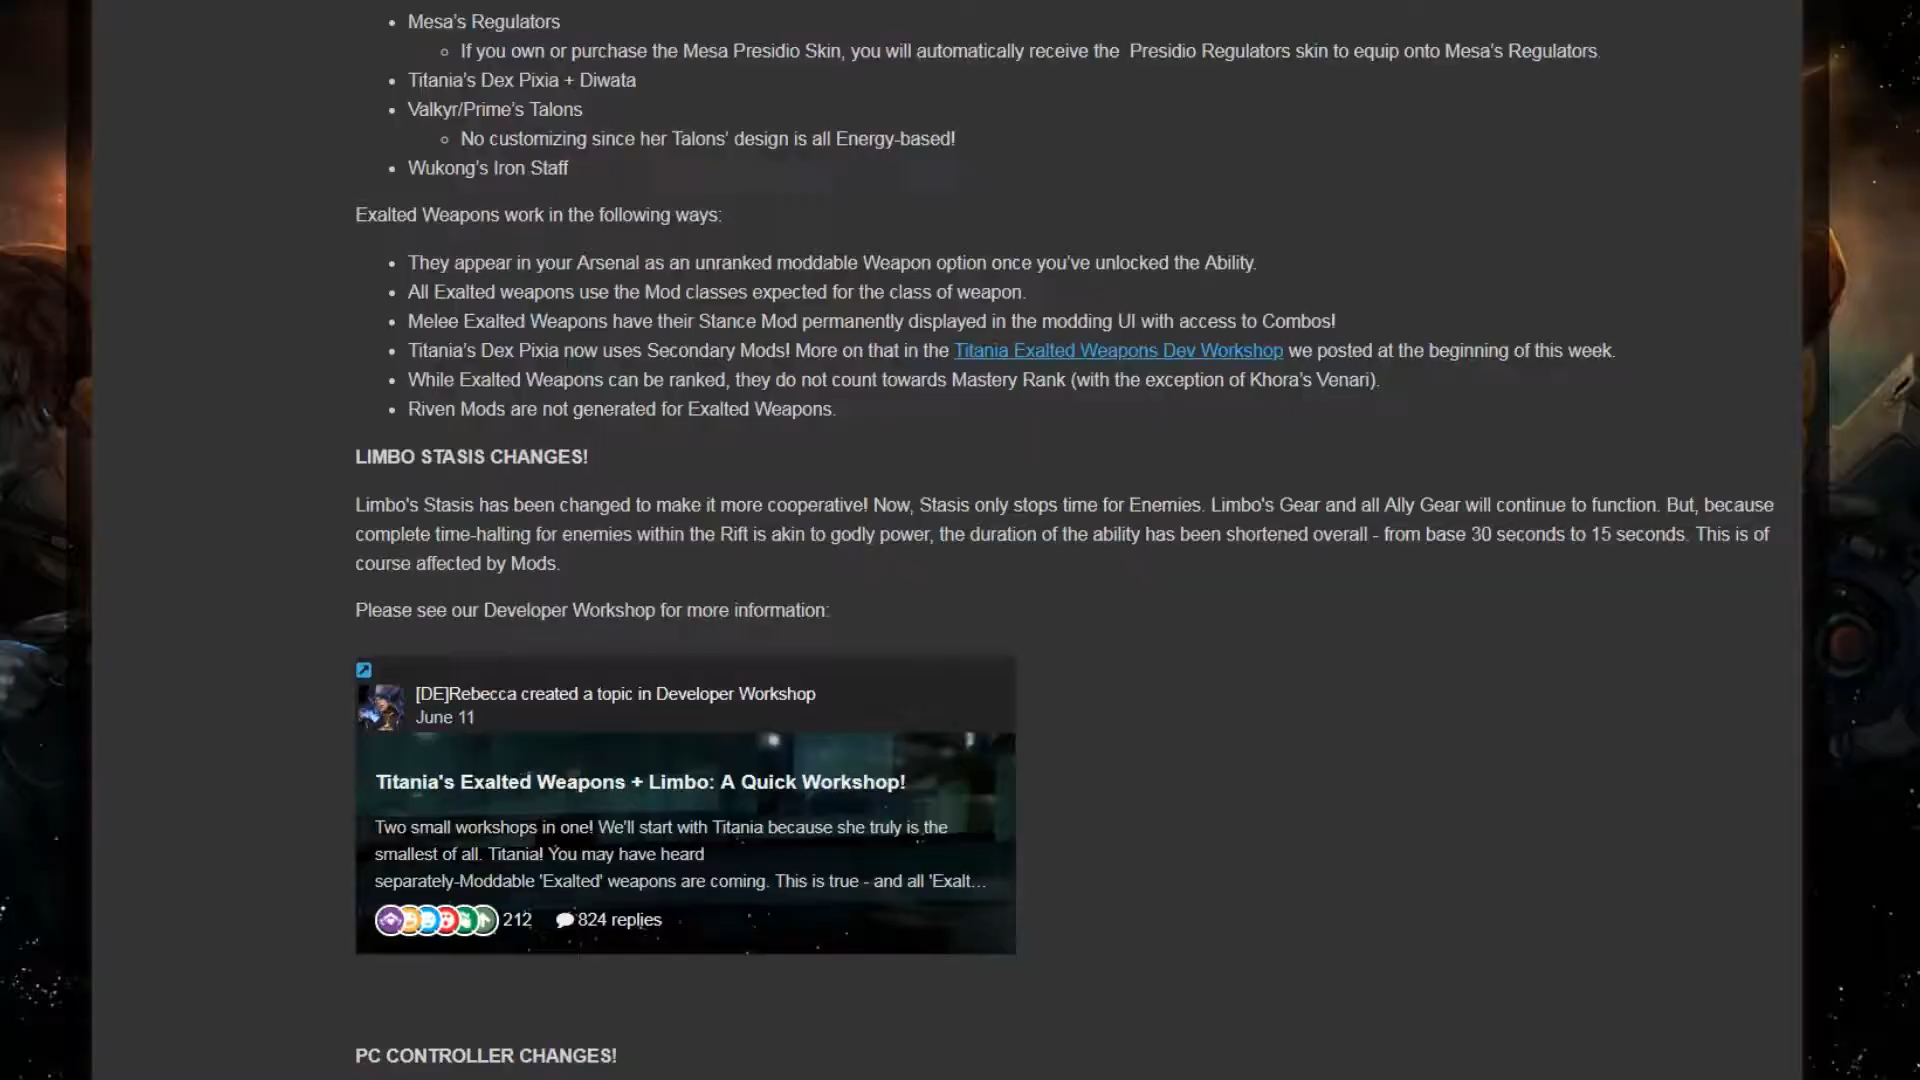 Mesa's Regulators
If you own or purchase the Mesa Presidio Skin, you will automatically receive the  Presidio Regulators skin to equip onto Mesa's Regulators.
Titania's Dex Pixia + Diwata
Valkyr/Prime's Talons
No customizing since her Talons' design is all Energy-based!
Wukong's Iron Staff
Exalted Weapons work in the following ways:
They appear in your Arsenal as an unranked moddable Weapon option once you've unlocked the Ability.
All Exalted weapons use the Mod classes expected for the class of weapon.
Melee Exalted Weapons have their Stance Mod permanently displayed in the modding UI with access to Combos!
Titania's Dex Pixia now uses Secondary Mods! More on that in the Titania Exalted Weapons Dev Workshop we posted at the beginning of this week.
While Exalted Weapons can be ranked, they do not count towards Mastery Rank (with the exception of Khora's Venari).
Riven Mods are not generated for Exalted Weapons.
LIMBO STASIS CHANGES!
Limbo's Stasis has been changed to make it more cooperative! Now, Stasis only stops time for Enemies. Limbo's Gear and all Ally Gear will continue to function. But, because
complete time-halting for enemies within the Rift is akin to godly power, the duration of the ability has been shortened overall - from base 30 seconds to 15 seconds. This is of
course affected by Mods.
Please see our Developer Workshop for more information:
[DE]Rebecca created a topic in Developer Workshop
June 11
Titania's Exalted Weapons + Limbo: A Quick Workshop!
Two small workshops in one! We'll start with Titania because she truly is the
smallest of all. Titania! You may have heard
separately-Moddable 'Exalted' weapons are coming. This is true - and all 'Exalt...
212 824 replies
PC CONTROLLER CHANGES!